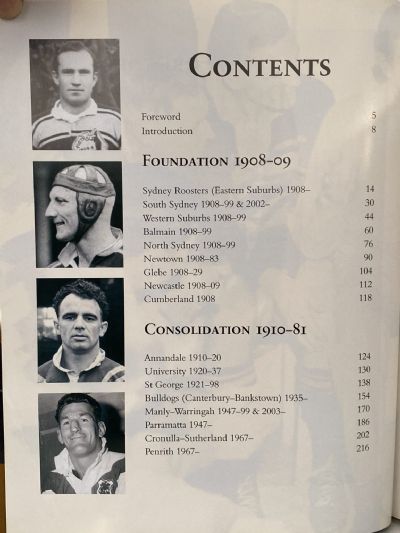 CONTENTS
Foreword 5
Introduction 8
FOUNDATION 1908–09
Sydney Roosters (Eastern Suburbs) 1908– 14
South Sydney 1908–99 & 2002– 30
Western Suburbs 1908–99 44
Balmain 1908–99 60
North Sydney 1908–99 76
Newtown 1908–83 90
Glebe 1908–29 104
Newcastle 1908–09 112
Cumberland 1908 118
CONSOLIDATION 1910–81
Annandale 1910–20 124
University 1920–37 130
St George 1921–98 138
Bulldogs (Canterbury–Bankstown) 1935– 154
Manly–Warringah 1947–99 & 2003– 170
Parramatta 1947– 186
Cronulla–Sutherland 1967– 202
Penrith 1967– 216